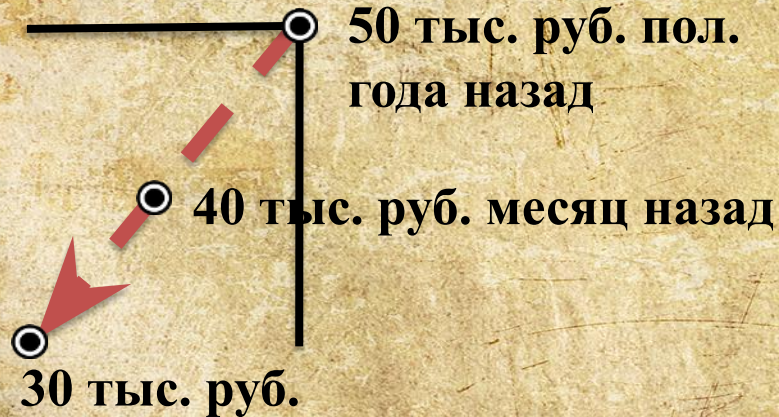 50 тыс. руб. пол.
года назад
40 тыс. руб. месяц назад
30 тыс. руб.